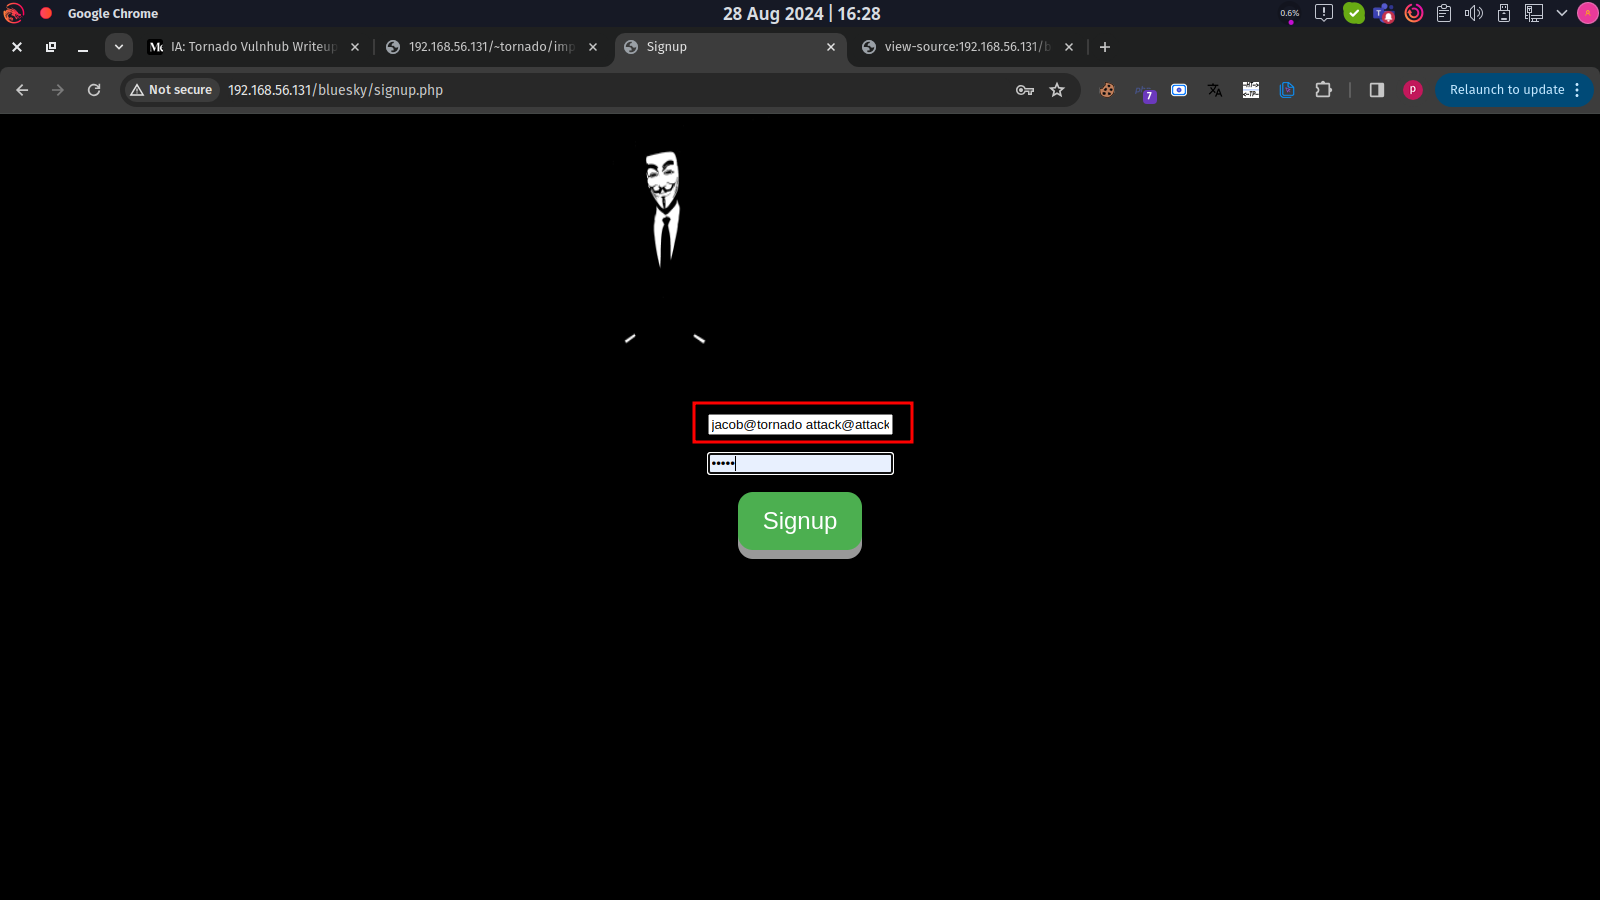 Google Chrome
28 Aug 2024 | 16:28
0.6%
IA: Tornado Vulnhub Writeup
192.168.56.131/~tornado/imp
Signup
view-source:192.168.56.131/b
Not secure
192.168.56.131/bluesky/signup.php
7
p
Relaunch to update
jacob@tornado attack@attack
•••••
Signup